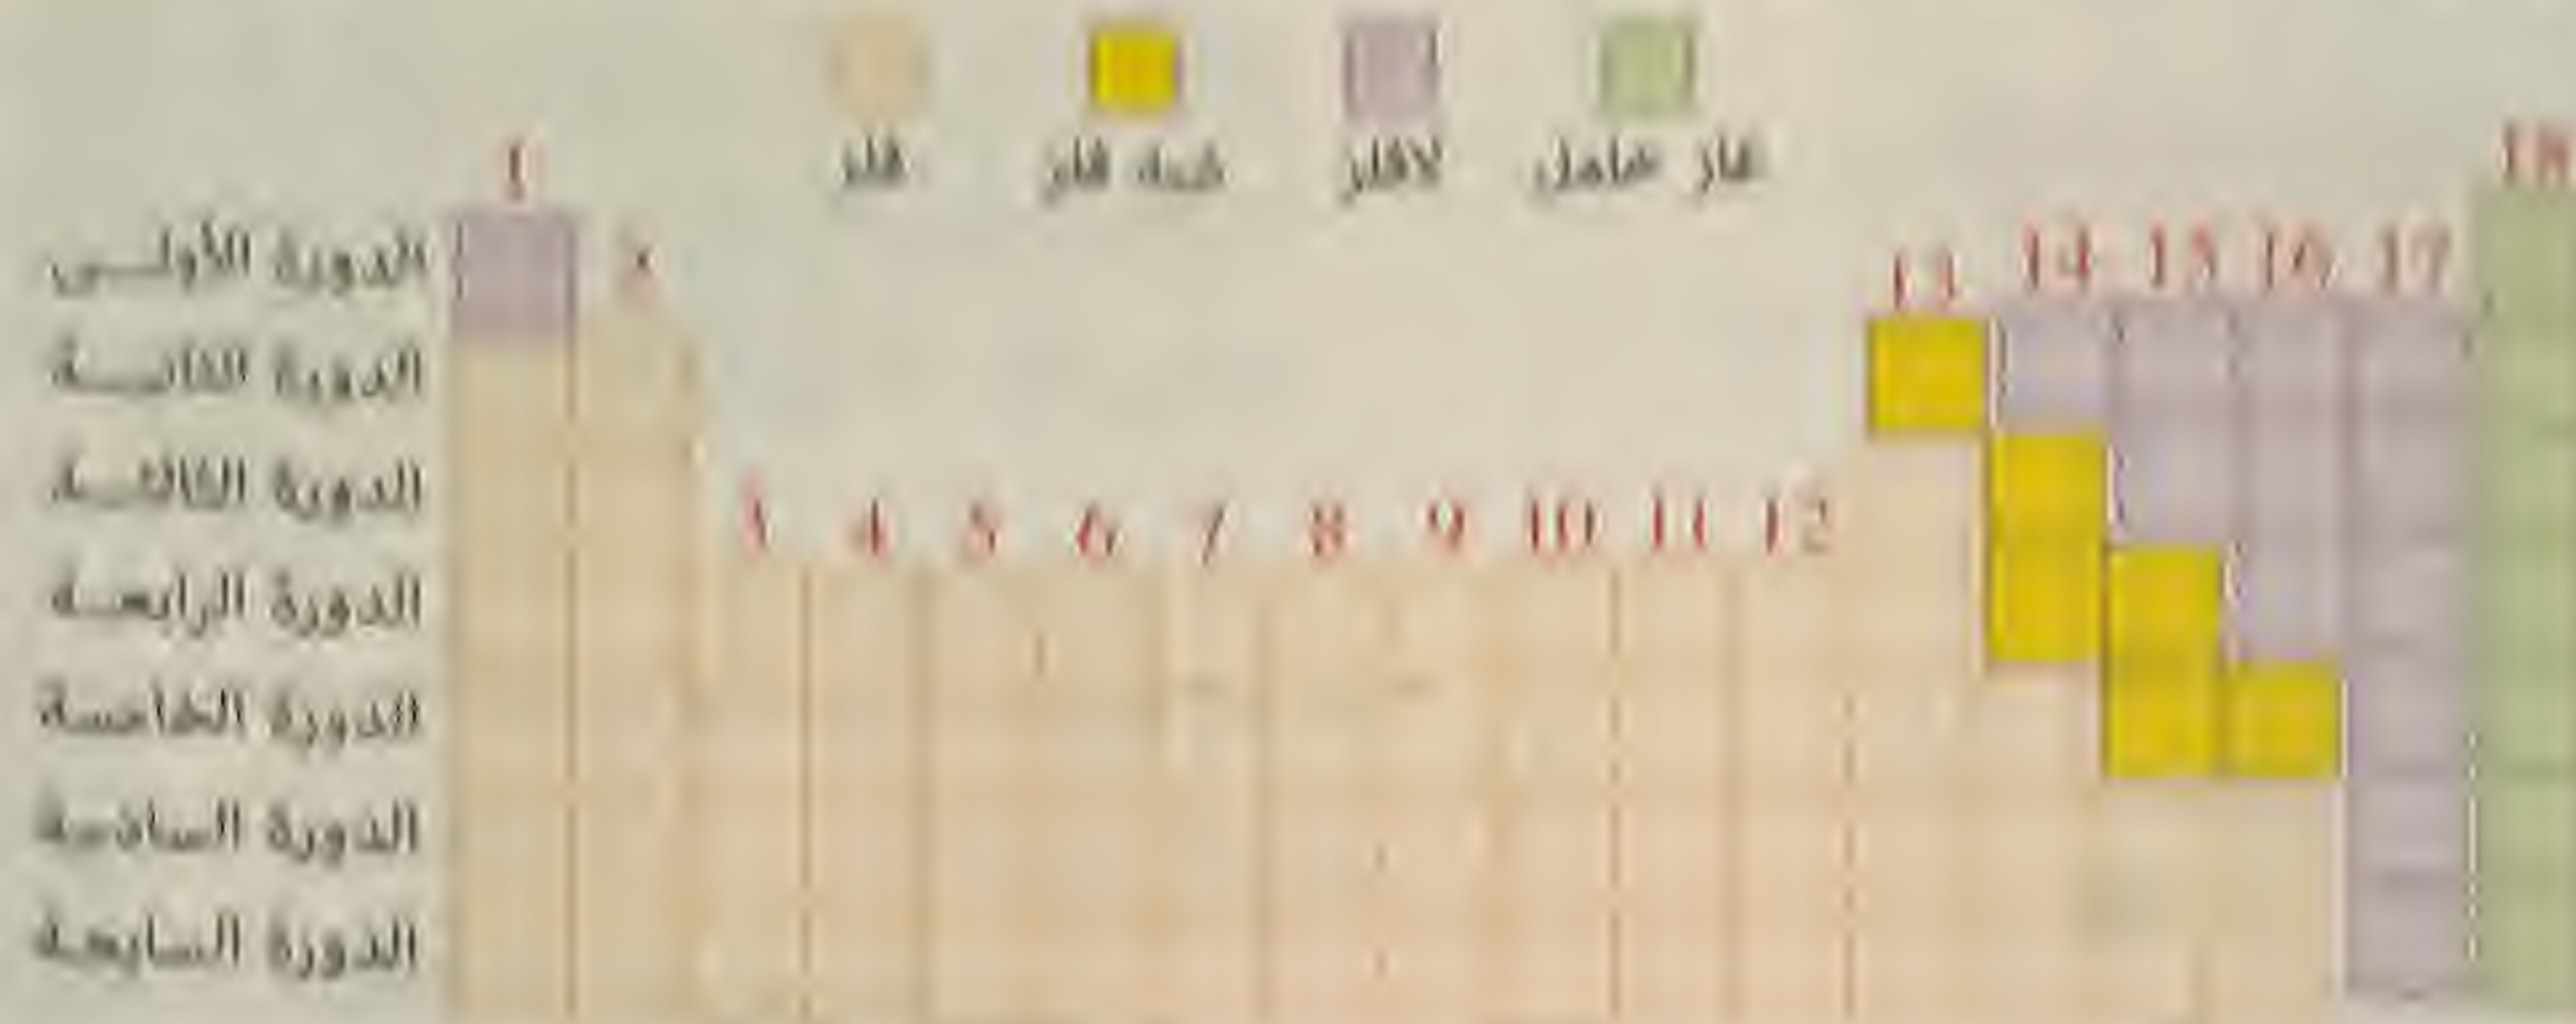 غاز خامل لافلز شبه فلز فلز
1 18
الدورة الأولى
13 14 15 16 17
الدورة الثانية
الدورة الثالثة
3 4 5 6 7 8 9 10 11 12
الدورة الرابعة
الدورة الخامسة
الدورة السادسة
الدورة السابعة